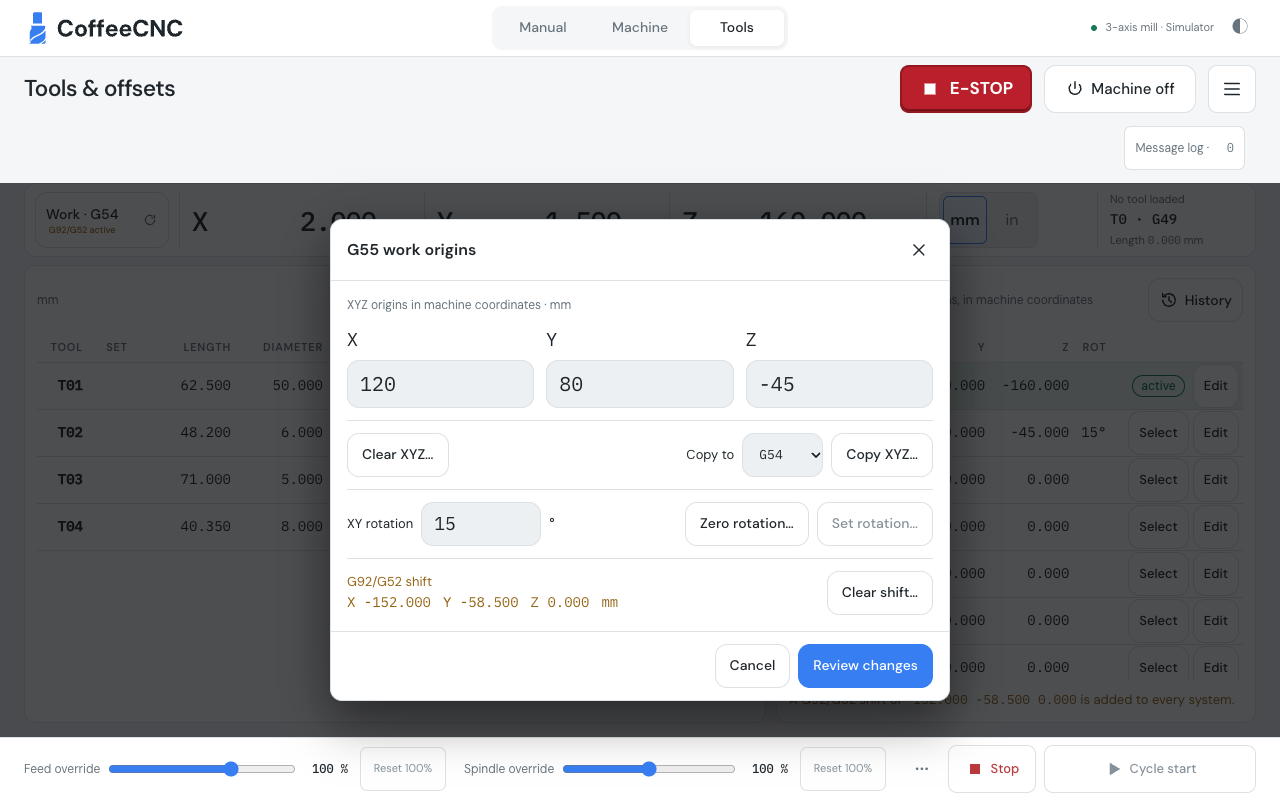 CoffeeCNC
Manual
Machine
Tools
3-axis mill · Simulator
Tools & offsets
E-STOP
Machine off
Message log · 0
Work · G54
G92/G52 active
X
mm
in
No tool loaded
T0 · G49
Length 0.000 mm
G55 work origins
XYZ origins in machine coordinates · mm
X
Y
Z
120
80
-45
Clear XYZ…
Copy to
G54
Copy XYZ…
XY rotation
15
°
Zero rotation…
Set rotation…
G92/G52 shift
X -152.000 Y -58.500 Z 0.000 mm
Clear shift…
Cancel
Review changes
mm
in machine coordinates
History
TOOL SET LENGTH DIAMETER
Y Z ROT
T01 62.500 50.000
-160.000 active Edit
T02 48.200 6.000
-45.000 15° Select Edit
T03 71.000 5.000
0.000 Select Edit
T04 40.350 8.000
0.000 Select Edit
0.000 Select Edit
0.000 Select Edit
0.000 Select Edit
-58.500 0.000 is added to every system.
Feed override
100 %
Reset 100%
Spindle override
100 %
Reset 100%
…
Stop
Cycle start